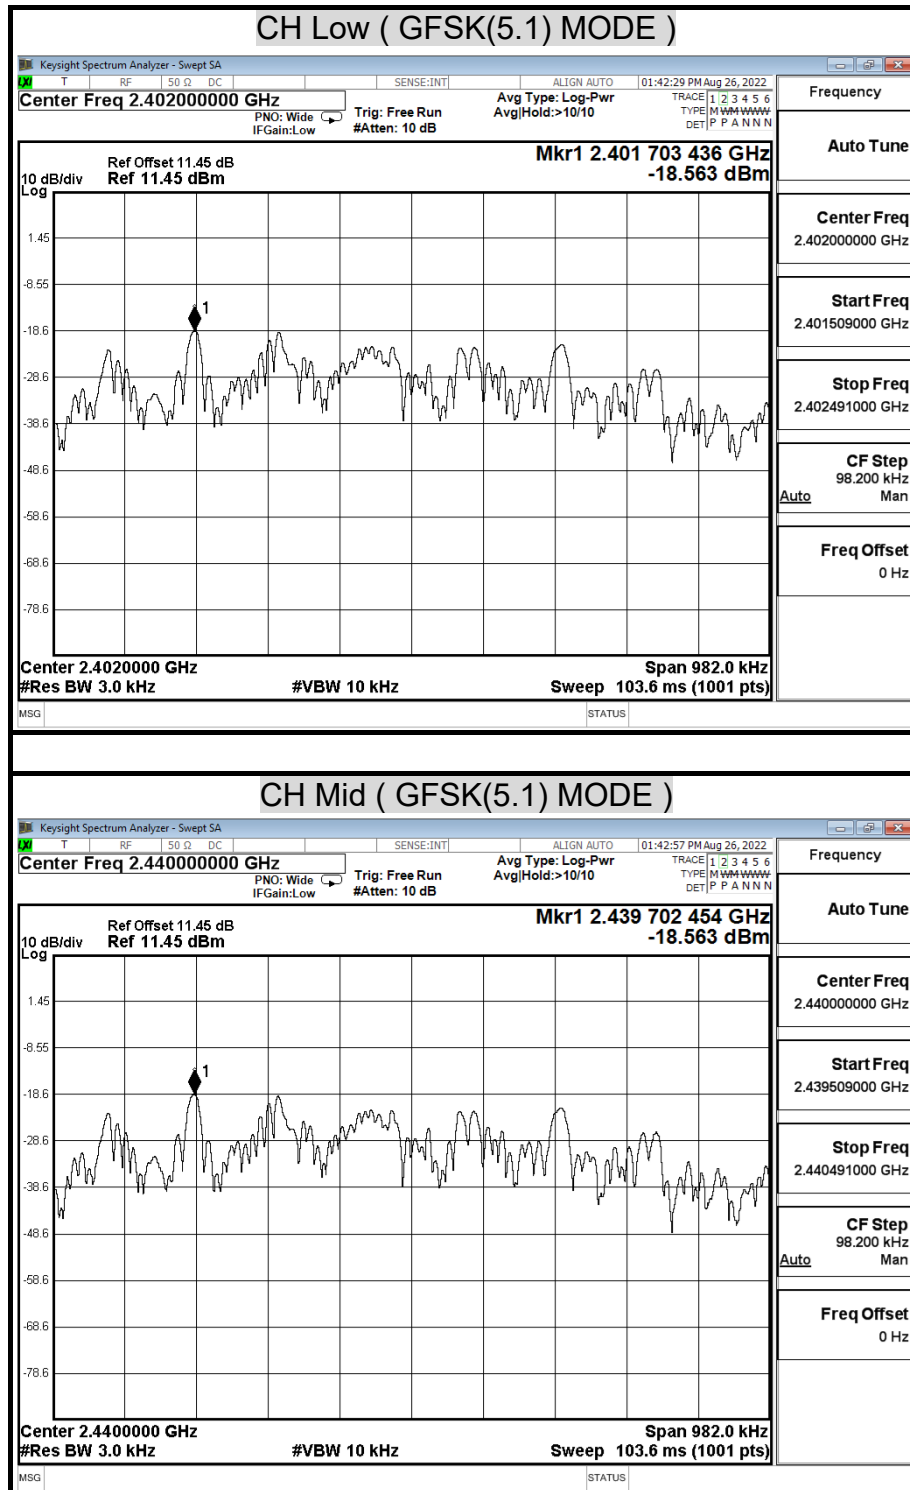 CH Low ( GFSK(5.1) MODE )
Keysight Spectrum Analyzer - Swept SA
LXI T RF 50 Ω DC SENSE:INT ALIGN AUTO 01:42:29 PM Aug 26, 2022
Center Freq 2.402000000 GHz
PNO: Wide
IFGain:Low
Trig: Free Run
#Atten: 10 dB
Avg Type: Log-Pwr
Avg|Hold:>10/10
TRACE 1 2 3 4 5 6
TYPE M WM WWWW
DET P P A N N N
Frequency
Auto Tune
Center Freq
2.402000000 GHz
Start Freq
2.401509000 GHz
Stop Freq
2.402491000 GHz
CF Step
98.200 kHz
Auto Man
Freq Offset
0 Hz
Ref Offset 11.45 dB
10 dB/div Ref 11.45 dBm
Log
Mkr1 2.401 703 436 GHz
-18.563 dBm
1
1.45
-8.55
-18.6
-28.6
-38.6
-48.6
-58.6
-68.6
-78.6
Center 2.4020000 GHz Span 982.0 kHz
#Res BW 3.0 kHz #VBW 10 kHz Sweep 103.6 ms (1001 pts)
MSG STATUS
CH Mid ( GFSK(5.1) MODE )
Keysight Spectrum Analyzer - Swept SA
LXI T RF 50 Ω DC SENSE:INT ALIGN AUTO 01:42:57 PM Aug 26, 2022
Center Freq 2.440000000 GHz
PNO: Wide
IFGain:Low
Trig: Free Run
#Atten: 10 dB
Avg Type: Log-Pwr
Avg|Hold:>10/10
TRACE 1 2 3 4 5 6
TYPE M WM WWWW
DET P P A N N N
Frequency
Auto Tune
Center Freq
2.440000000 GHz
Start Freq
2.439509000 GHz
Stop Freq
2.440491000 GHz
CF Step
98.200 kHz
Auto Man
Freq Offset
0 Hz
Ref Offset 11.45 dB
10 dB/div Ref 11.45 dBm
Log
Mkr1 2.439 702 454 GHz
-18.563 dBm
1
1.45
-8.55
-18.6
-28.6
-38.6
-48.6
-58.6
-68.6
-78.6
Center 2.4400000 GHz Span 982.0 kHz
#Res BW 3.0 kHz #VBW 10 kHz Sweep 103.6 ms (1001 pts)
MSG STATUS